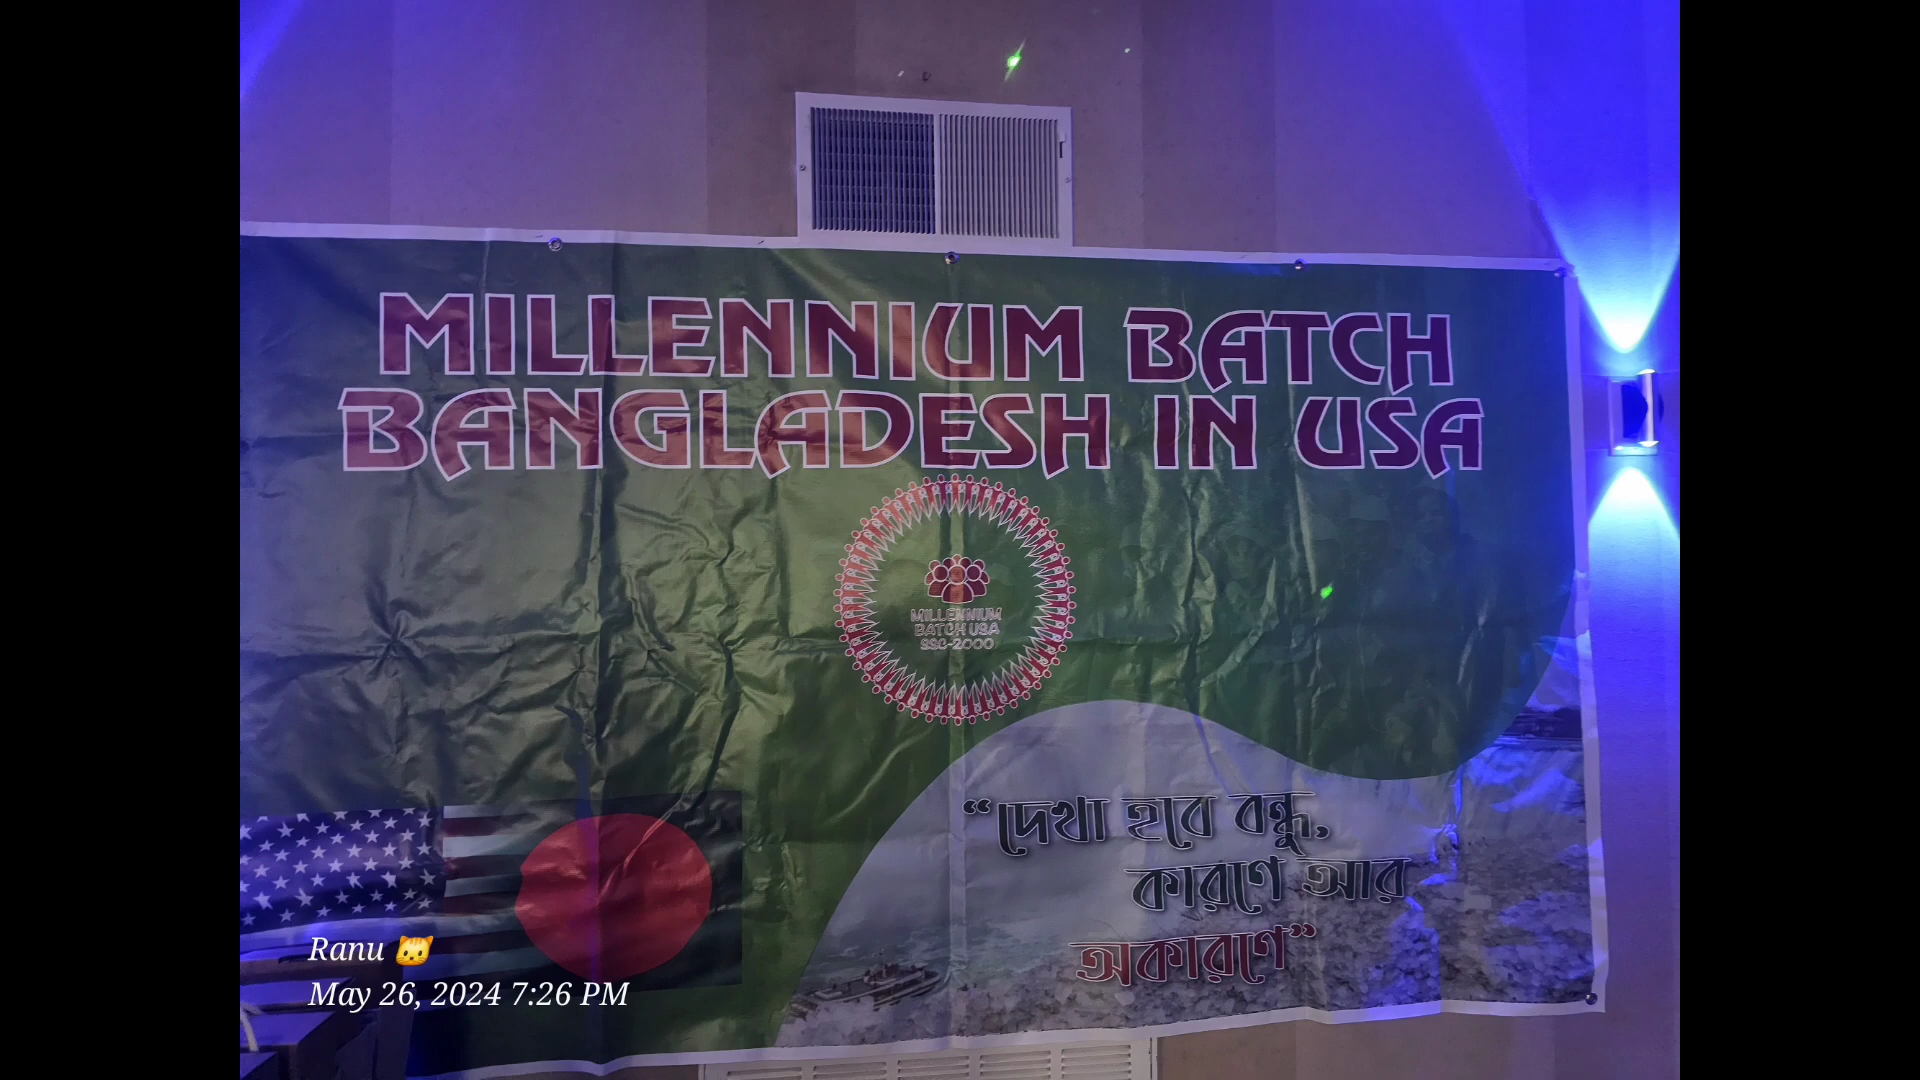 MILLENNIUM BATCH
BANGLADESH IN USA
MILLENNIUM
BATCH USA
SSC-2000
“দেখা হবে বন্ধু,
কারণে আর
অকারণে”
Ranu 🐱
May 26, 2024 7:26 PM